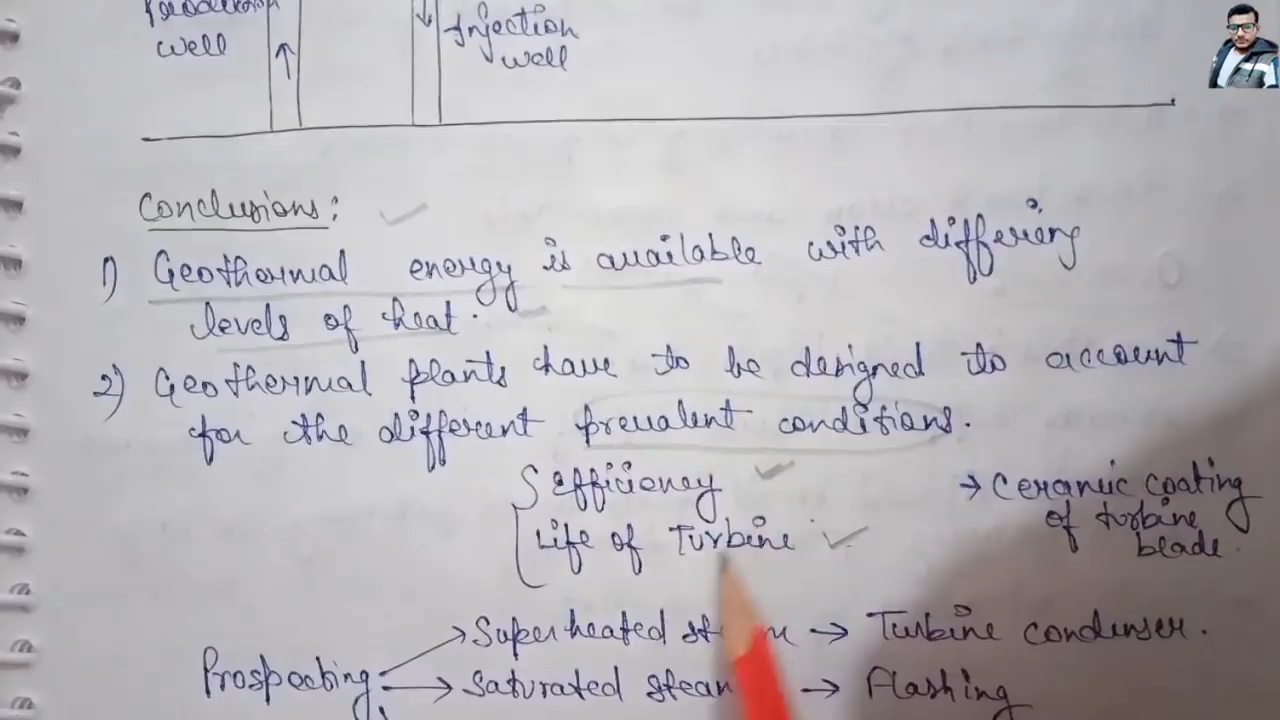 Production
well
Injection
well
Conclusions:
1) Geothermal energy is available with differing
levels of heat.
2) Geothermal plants have to be designed to account
for the different prevalent conditions.
Efficiency
Life of Turbine
→ Ceramic coating
of turbine
blade.
Prospecting → Superheated → Turbine condenser.
→ Saturated steam → Flashing